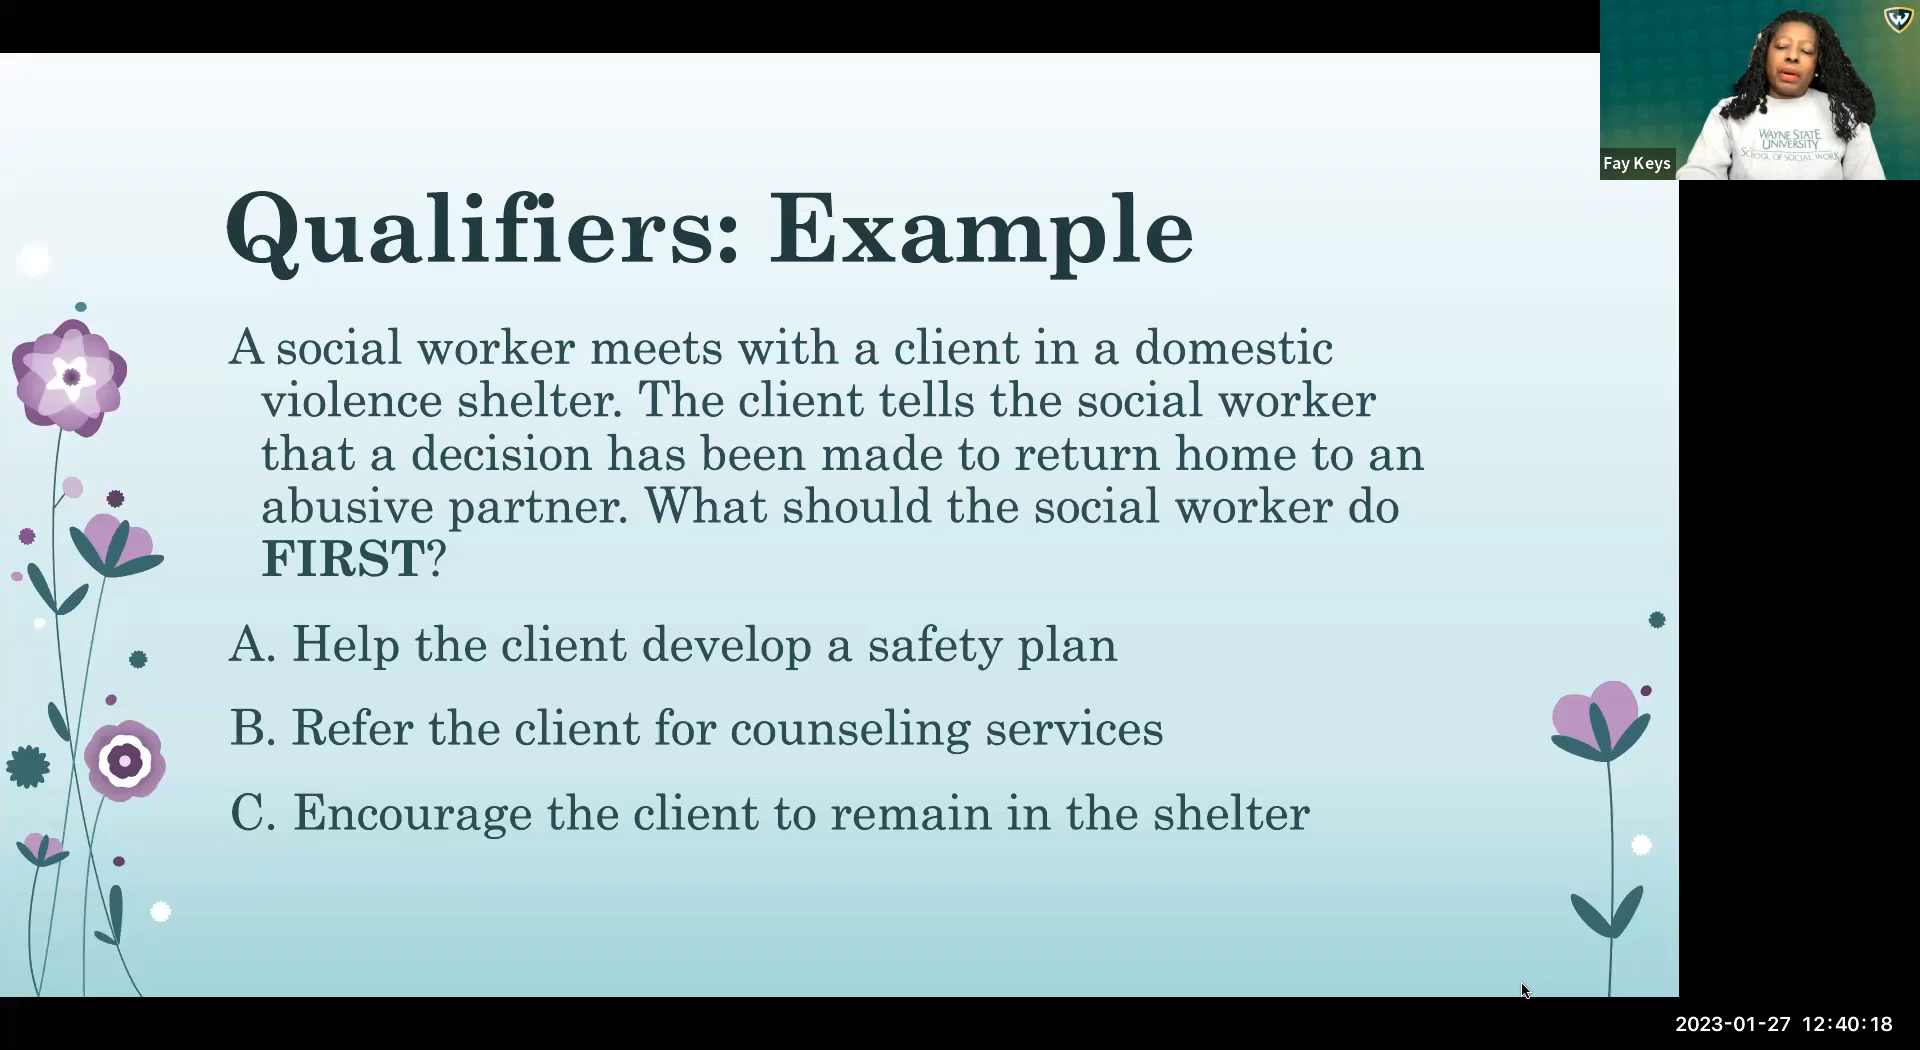 Qualifiers: Example
A social worker meets with a client in a domestic
violence shelter. The client tells the social worker
that a decision has been made to return home to an
abusive partner. What should the social worker do
FIRST?
A. Help the client develop a safety plan
B. Refer the client for counseling services
C. Encourage the client to remain in the shelter
W
WAYNE STATE
UNIVERSITY
SCHOOL OF SOCIAL WORK
Fay Keys
2023-01-27 12:40:18